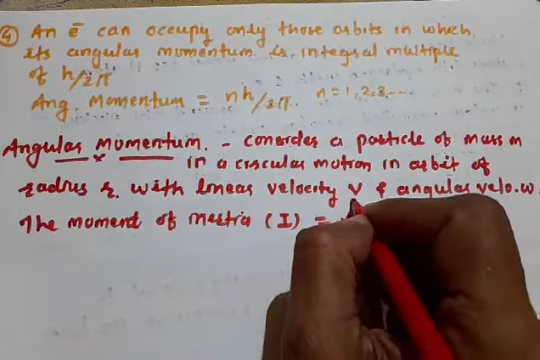 ④ An ē can occupy only those orbits in which
its angular momentum is integral multiple
of h/2π
Ang. Momentum = nh/2π. n=1,2,3....
Angular Momentum. - consider a particle of mass m
in a circular motion in orbit of
radius r. with linear velocity v & angular velo. w
The moment of inertia (I) =